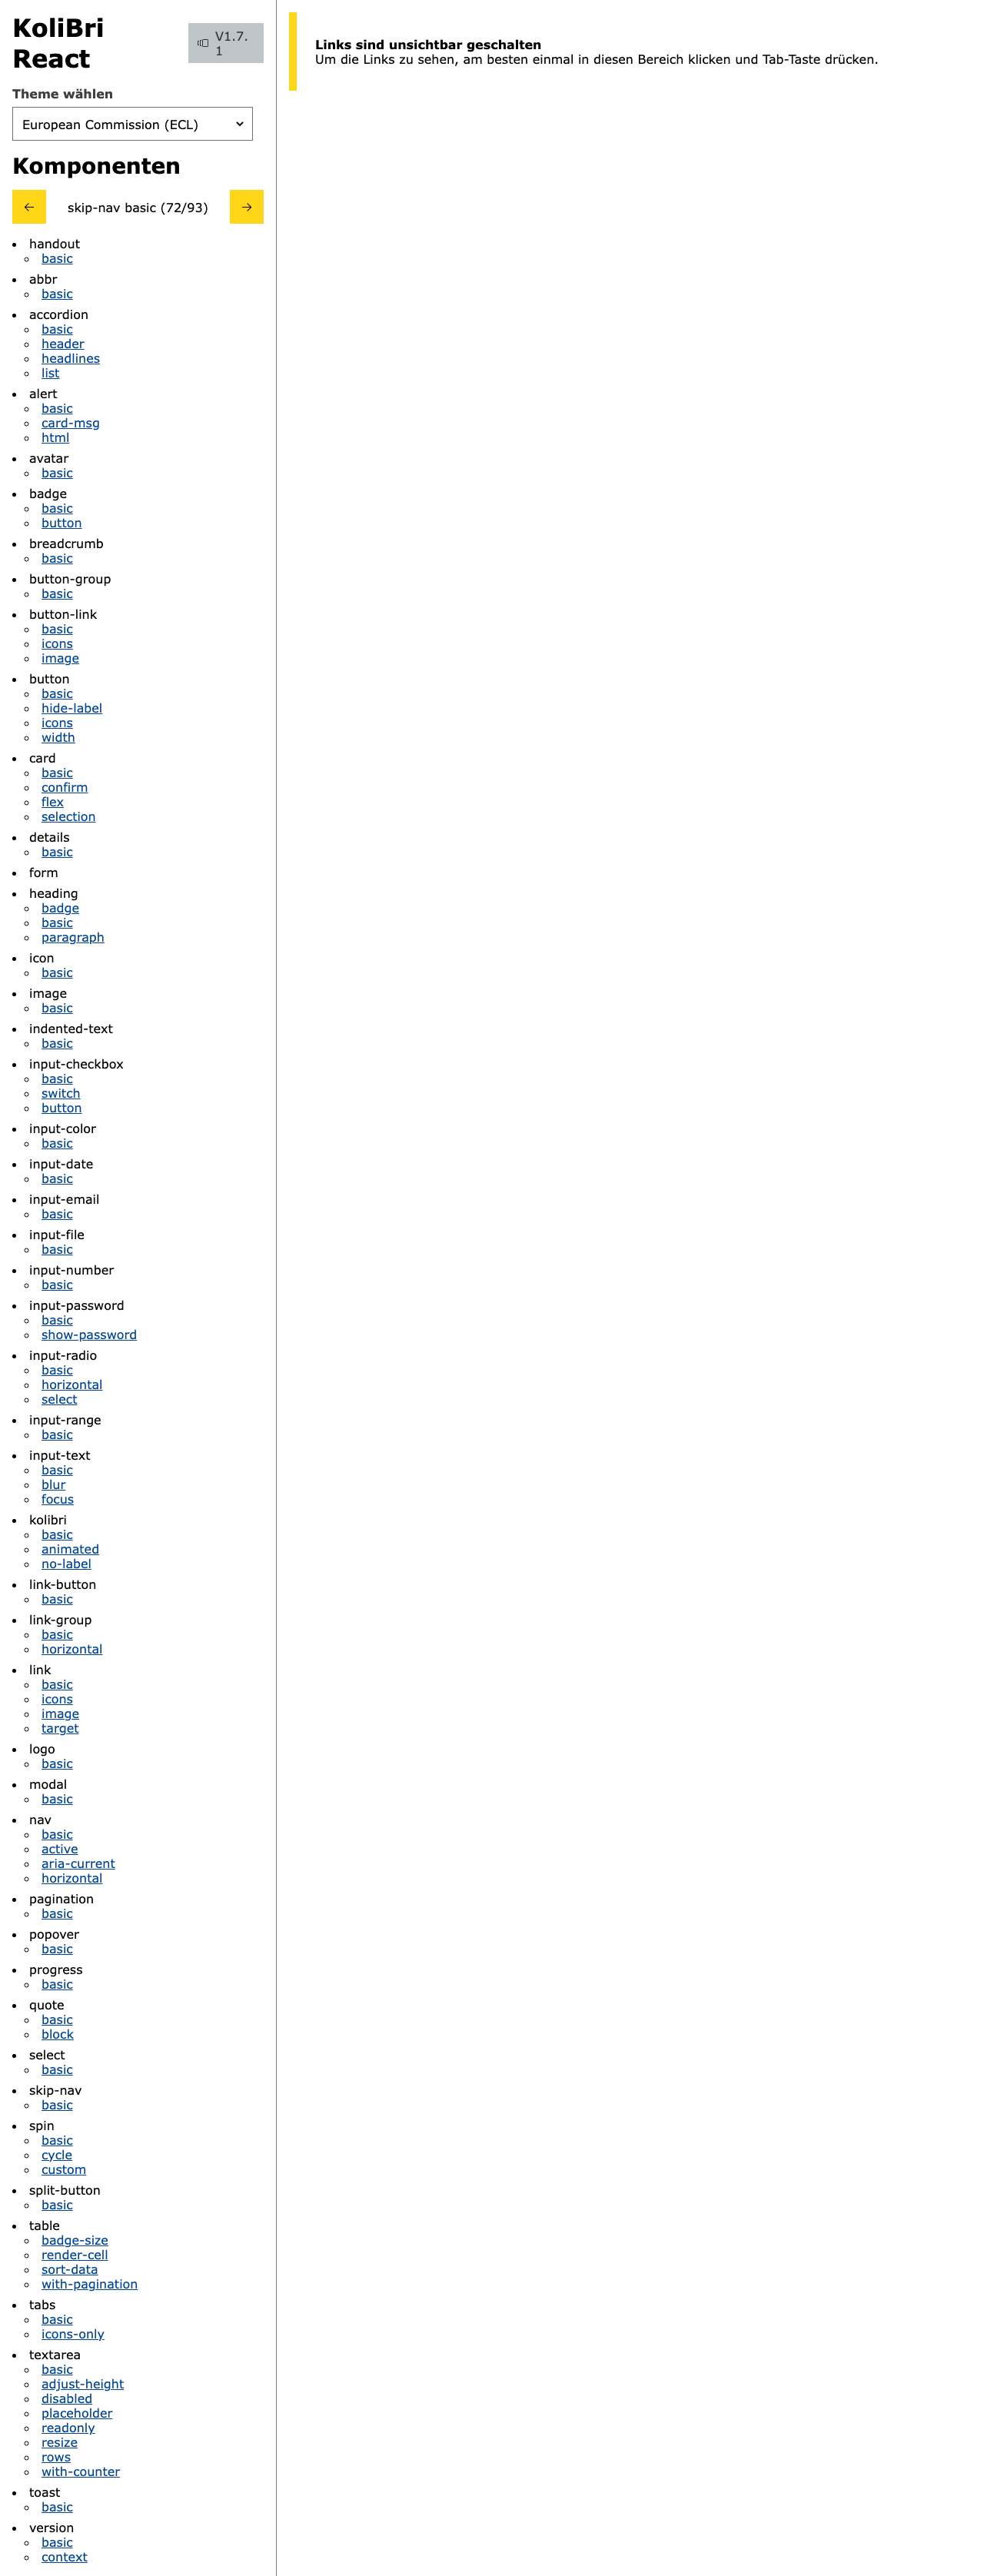 KoliBri
React
V1.7.
1
Theme wählen
European Commission (ECL)
Komponenten
skip-nav basic (72/93)
handout
basic
abbr
basic
accordion
basic
header
headlines
list
alert
basic
card-msg
html
avatar
basic
badge
basic
button
breadcrumb
basic
button-group
basic
button-link
basic
icons
image
button
basic
hide-label
icons
width
card
basic
confirm
flex
selection
details
basic
form
heading
badge
basic
paragraph
icon
basic
image
basic
indented-text
basic
input-checkbox
basic
switch
button
input-color
basic
input-date
basic
input-email
basic
input-file
basic
input-number
basic
input-password
basic
show-password
input-radio
basic
horizontal
select
input-range
basic
input-text
basic
blur
focus
kolibri
basic
animated
no-label
link-button
basic
link-group
basic
horizontal
link
basic
icons
image
target
logo
basic
modal
basic
nav
basic
active
aria-current
horizontal
pagination
basic
popover
basic
progress
basic
quote
basic
block
select
basic
skip-nav
basic
spin
basic
cycle
custom
split-button
basic
table
badge-size
render-cell
sort-data
with-pagination
tabs
basic
icons-only
textarea
basic
adjust-height
disabled
placeholder
readonly
resize
rows
with-counter
toast
basic
version
basic
context
Links sind unsichtbar geschalten
Um die Links zu sehen, am besten einmal in diesen Bereich klicken und Tab-Taste drücken.